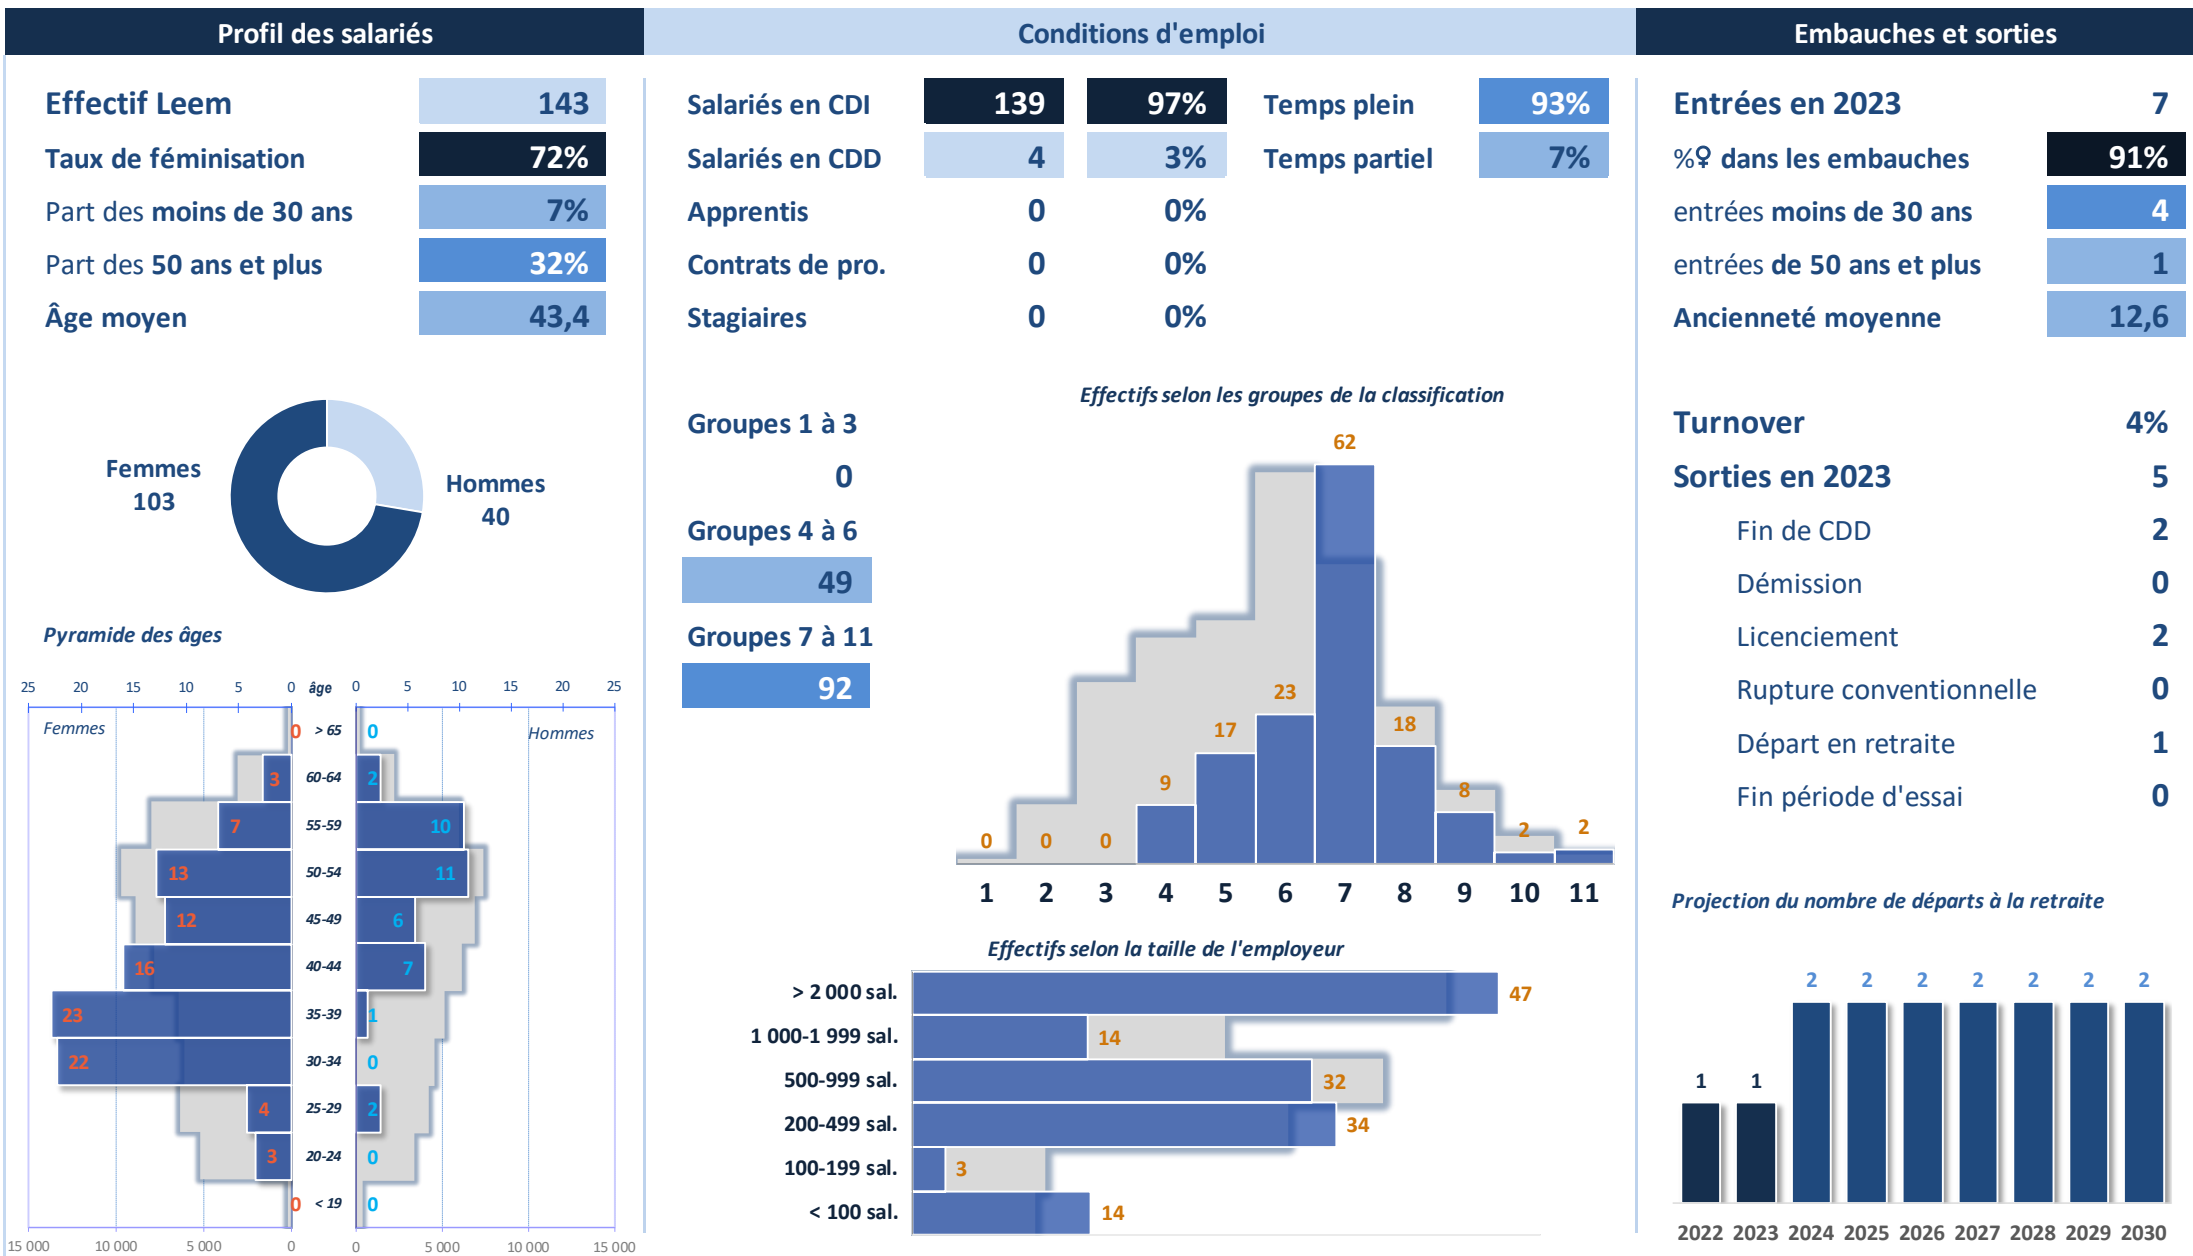 Profil des salariés
Effectif Leem 143
Taux de féminisation 72%
Part des moins de 30 ans 7%
Part des 50 ans et plus 32%
Âge moyen 43,4
Femmes
103
Hommes
40
Pyramide des âges
25 20 15 10 5 0 âge 0 5 10 15 20 25
Femmes Hommes
0 > 65 0
3 60-64 2
7 55-59 10
13 50-54 11
12 45-49 6
16 40-44 7
23 35-39 1
22 30-34 0
4 25-29 2
3 20-24 0
0 < 19 0
15 000 10 000 5 000 0 0 5 000 10 000 15 000
Conditions d'emploi
Salariés en CDI 139 97% Temps plein 93%
Salariés en CDD 4 3% Temps partiel 7%
Apprentis 0 0%
Contrats de pro. 0 0%
Stagiaires 0 0%
Groupes 1 à 3
0
Groupes 4 à 6
49
Groupes 7 à 11
92
Effectifs selon les groupes de la classification
0 0 0 9 17 23 62 18 8 2 2
1 2 3 4 5 6 7 8 9 10 11
Effectifs selon la taille de l'employeur
> 2 000 sal. 47
1 000-1 999 sal. 14
500-999 sal. 32
200-499 sal. 34
100-199 sal. 3
< 100 sal. 14
Embauches et sorties
Entrées en 2023 7
%♀ dans les embauches 91%
entrées moins de 30 ans 4
entrées de 50 ans et plus 1
Ancienneté moyenne 12,6
Turnover 4%
Sorties en 2023 5
Fin de CDD 2
Démission 0
Licenciement 2
Rupture conventionnelle 0
Départ en retraite 1
Fin période d'essai 0
Projection du nombre de départs à la retraite
1 1 2 2 2 2 2 2 2
2022 2023 2024 2025 2026 2027 2028 2029 2030